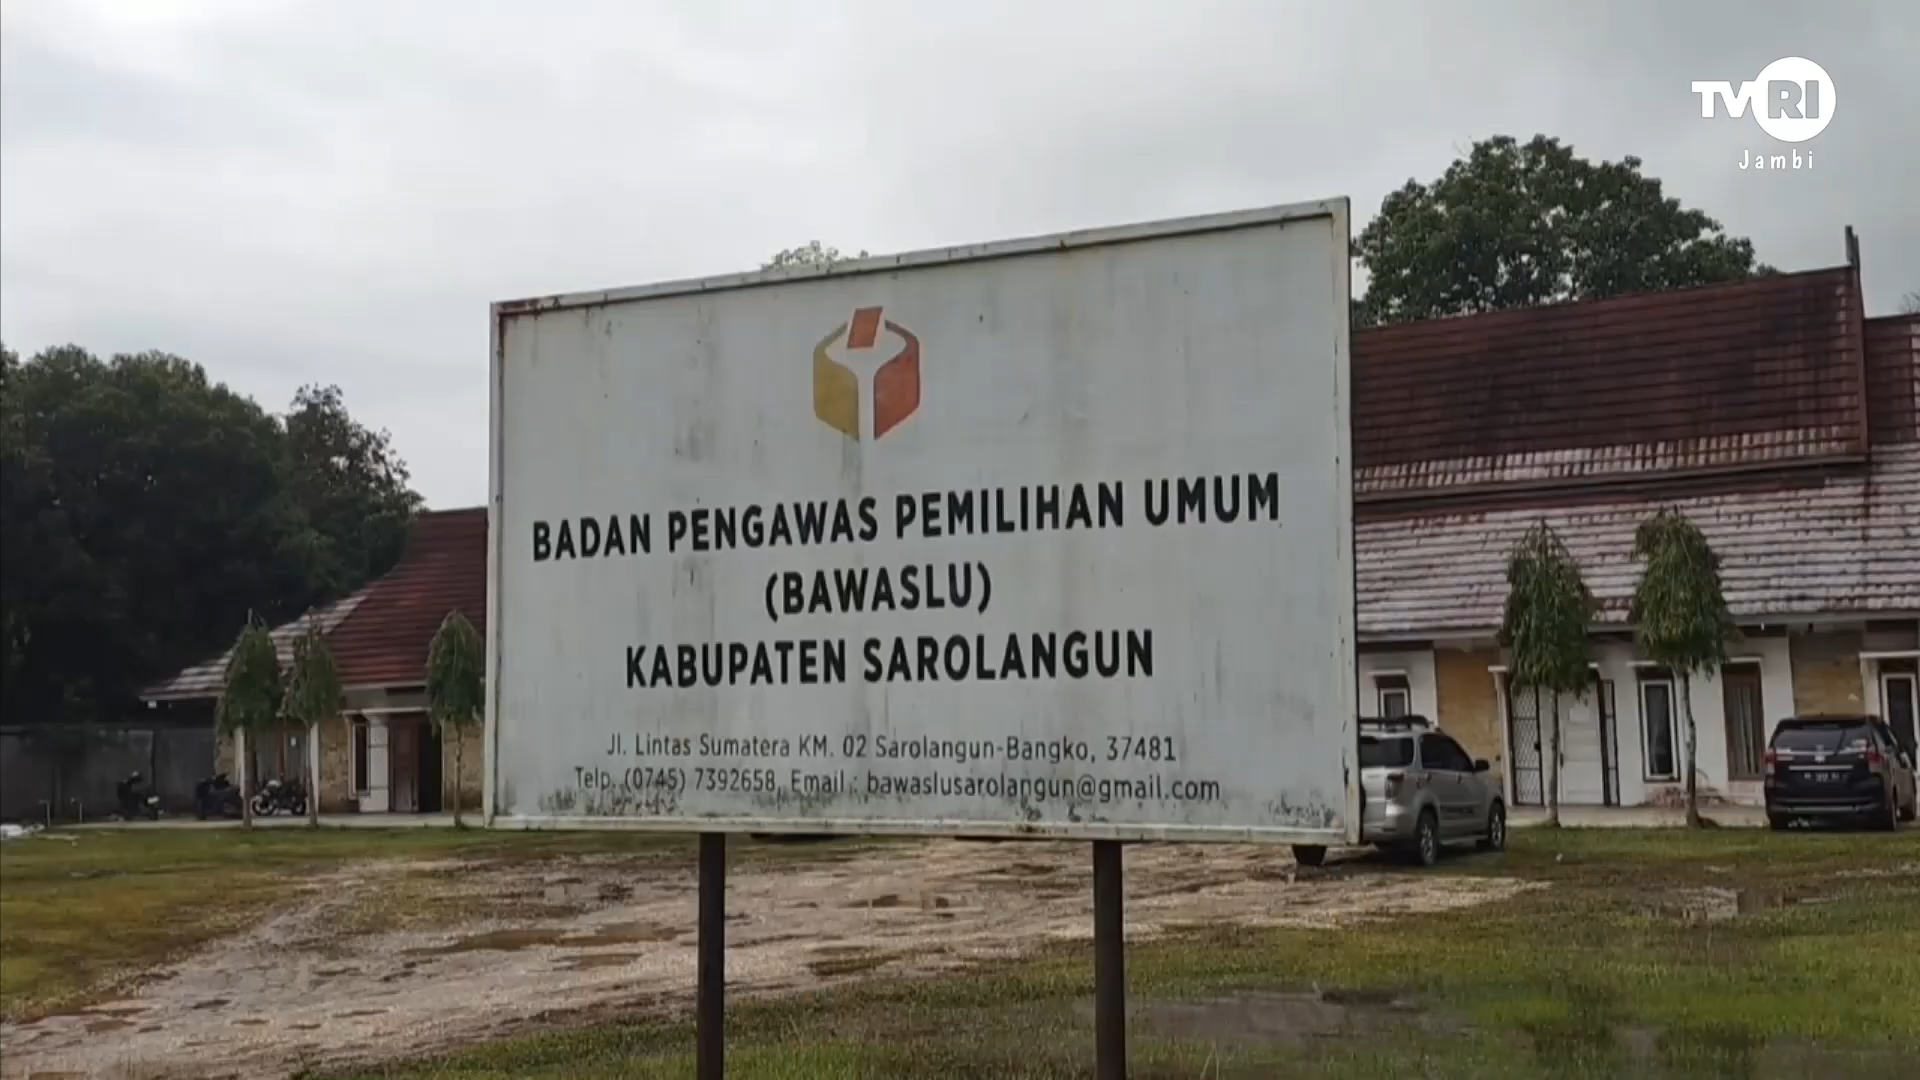 TVRI
Jambi
BADAN PENGAWAS PEMILIHAN UMUM
(BAWASLU)
KABUPATEN SAROLANGUN
Jl. Lintas Sumatera KM. 02 Sarolangun-Bangko, 37481
Telp. (0745) 7392658, Email : bawaslusarolangun@gmail.com